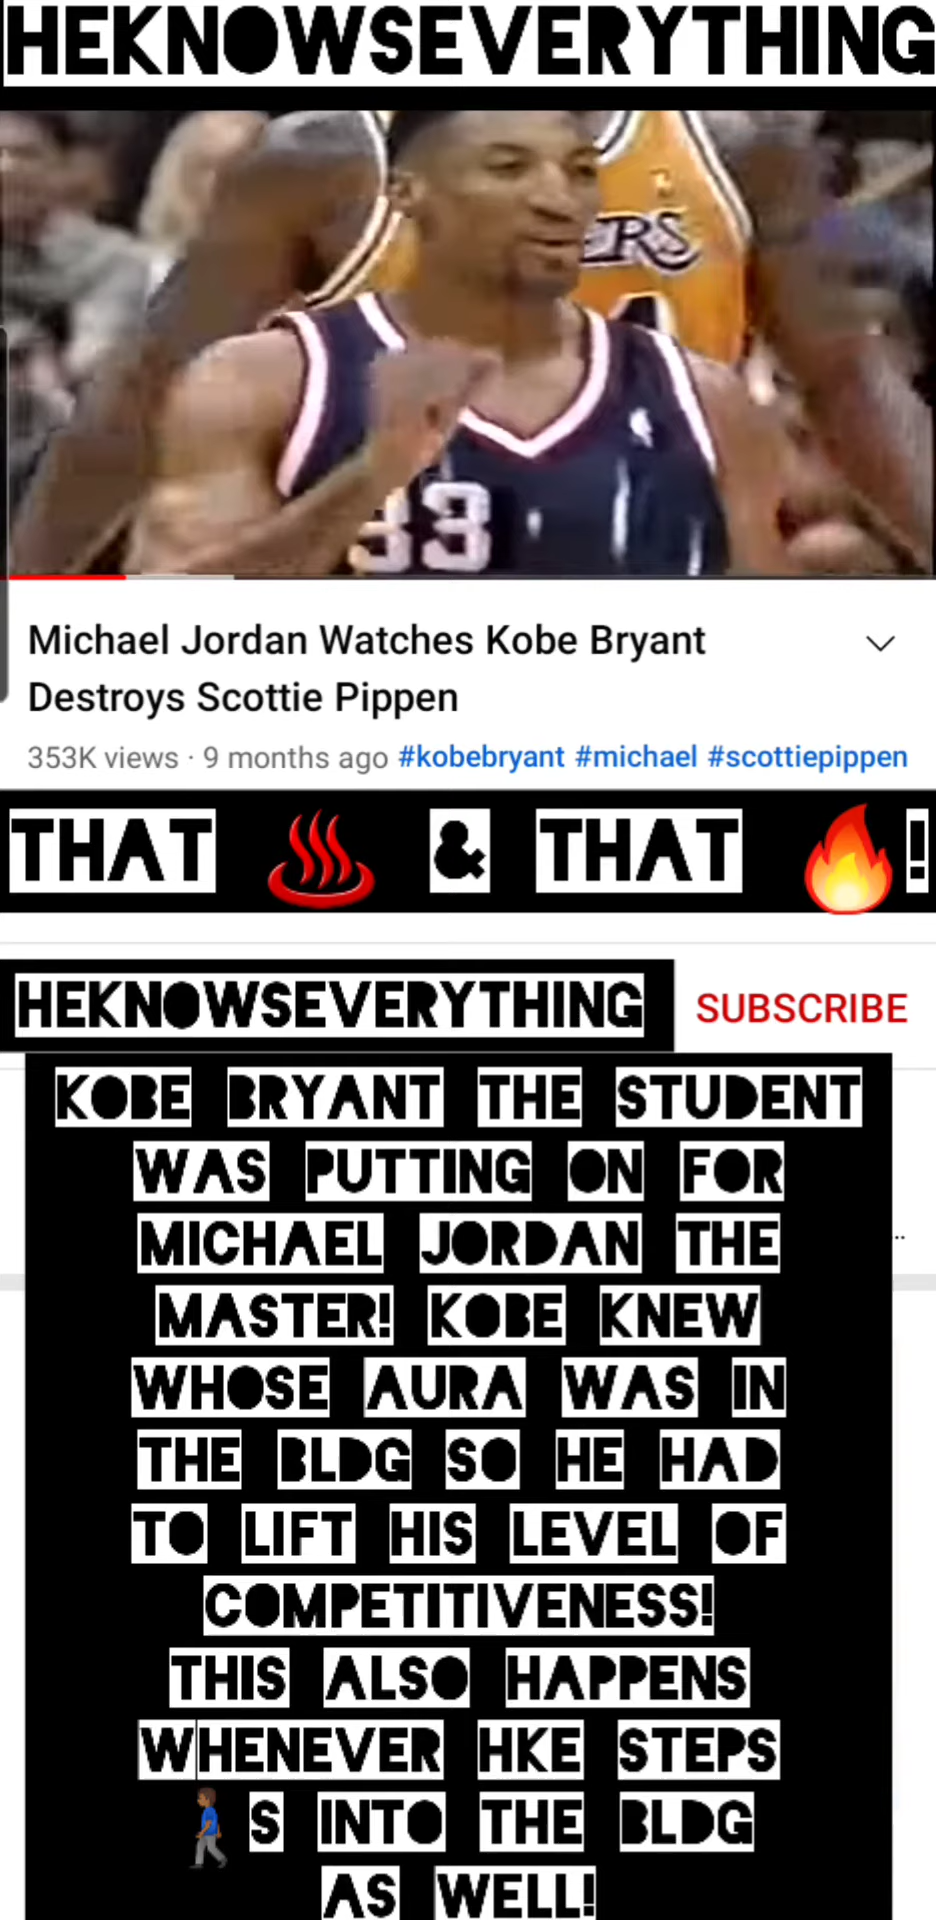 HEKNOWSEVERYTHING
ERS
33
Michael Jordan Watches Kobe Bryant
Destroys Scottie Pippen
353K views · 9 months ago #kobebryant #michael #scottiepippen
THAT ♨️ & THAT 🔥!
HEKNOWSEVERYTHING SUBSCRIBE
KOBE BRYANT THE STUDENT
WAS PUTTING ON FOR
MICHAEL JORDAN THE
MASTER! KOBE KNEW
WHOSE AURA WAS IN
THE BLDG SO HE HAD
TO LIFT HIS LEVEL OF
COMPETITIVENESS!
THIS ALSO HAPPENS
WHENEVER HKE STEPS
🚶🏾S INTO THE BLDG
AS WELL!